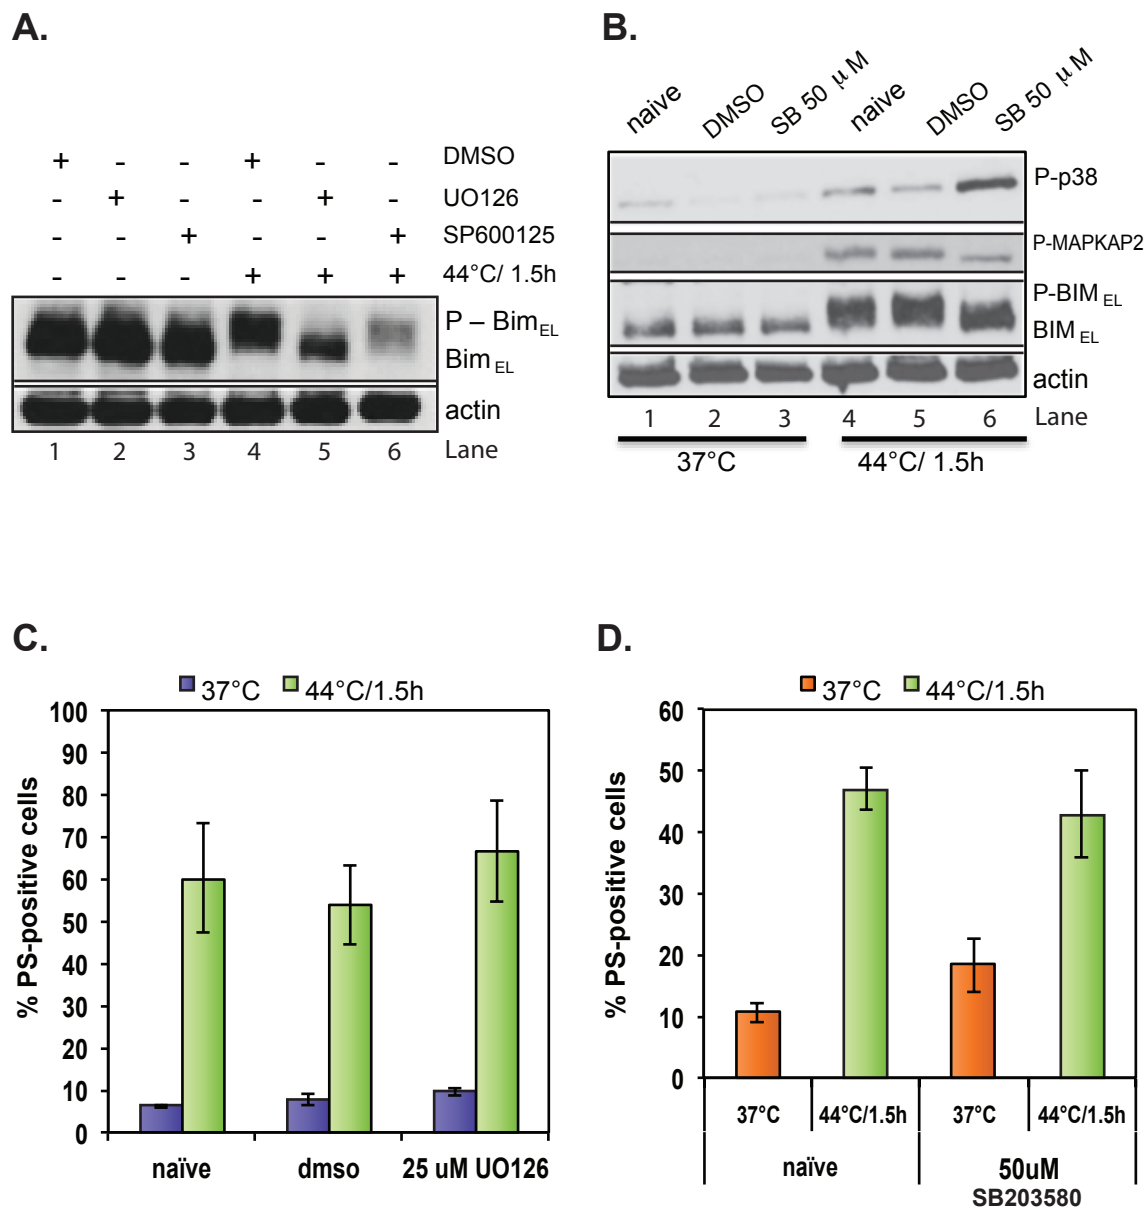 A.
+ - - + - - DMSO
- + - - + - UO126
- - + - - + SP600125
- - - + + + 44°C/ 1.5h
P – Bim EL
Bim EL
actin
1 2 3 4 5 6 Lane
B.
naive DMSO SB 50 μ M naive DMSO SB 50 μ M
P-p38
P-MAPKAP2
P-BIM EL
BIM EL
actin
1 2 3 4 5 6 Lane
37°C 44°C/ 1.5h
C.
37°C 44°C/1.5h
% PS-positive cells
100
90
80
70
60
50
40
30
20
10
0
naïve dmso 25 uM UO126
D.
37°C 44°C/1.5h
% PS-positive cells
60
50
40
30
20
10
0
37°C 44°C/1.5h 37°C 44°C/1.5h
naïve 50uM
SB203580